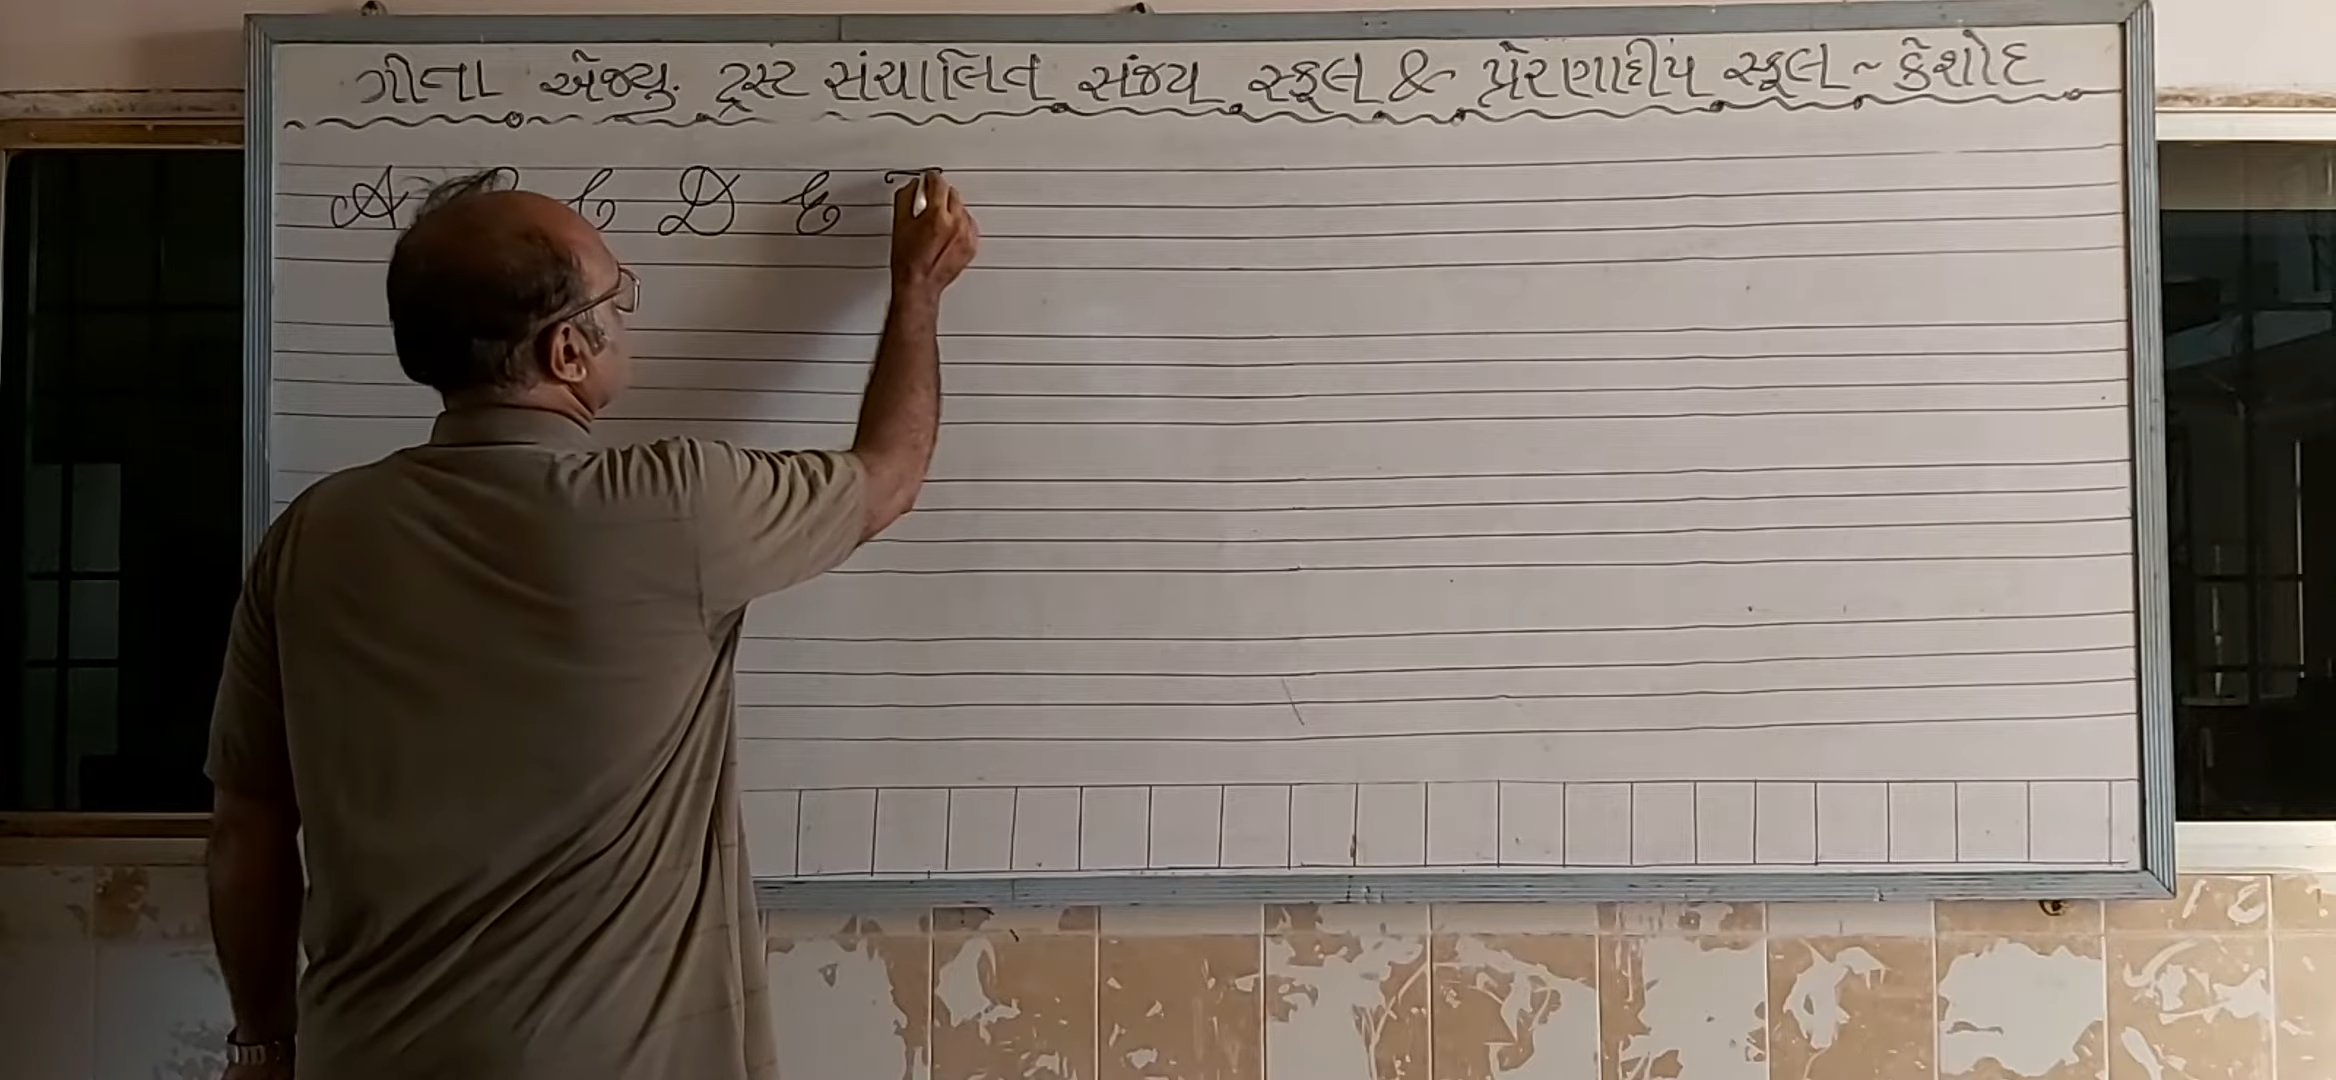 ગીતા એજ્યુ. ટ્રસ્ટ સંચાલિત સંજય સ્કૂલ & પ્રેરણાદીપ સ્કૂલ ~ કેશોદ
A C D E